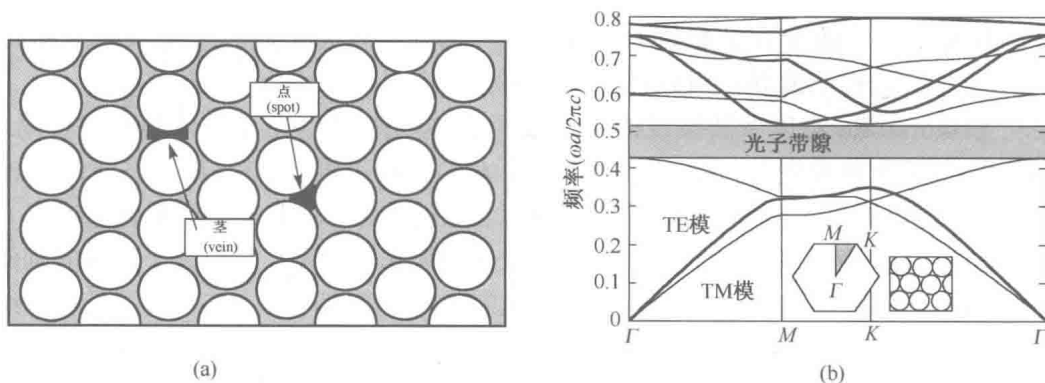 点
(spot)
茎
(vein)
(a)
频率(ωa/2πc)
0.8
0.7
0.6
0.5
0.4
0.3
0.2
0.1
0
光子带隙
TE模
TM模
M
K
Γ
Γ
M
K
Γ
(b)